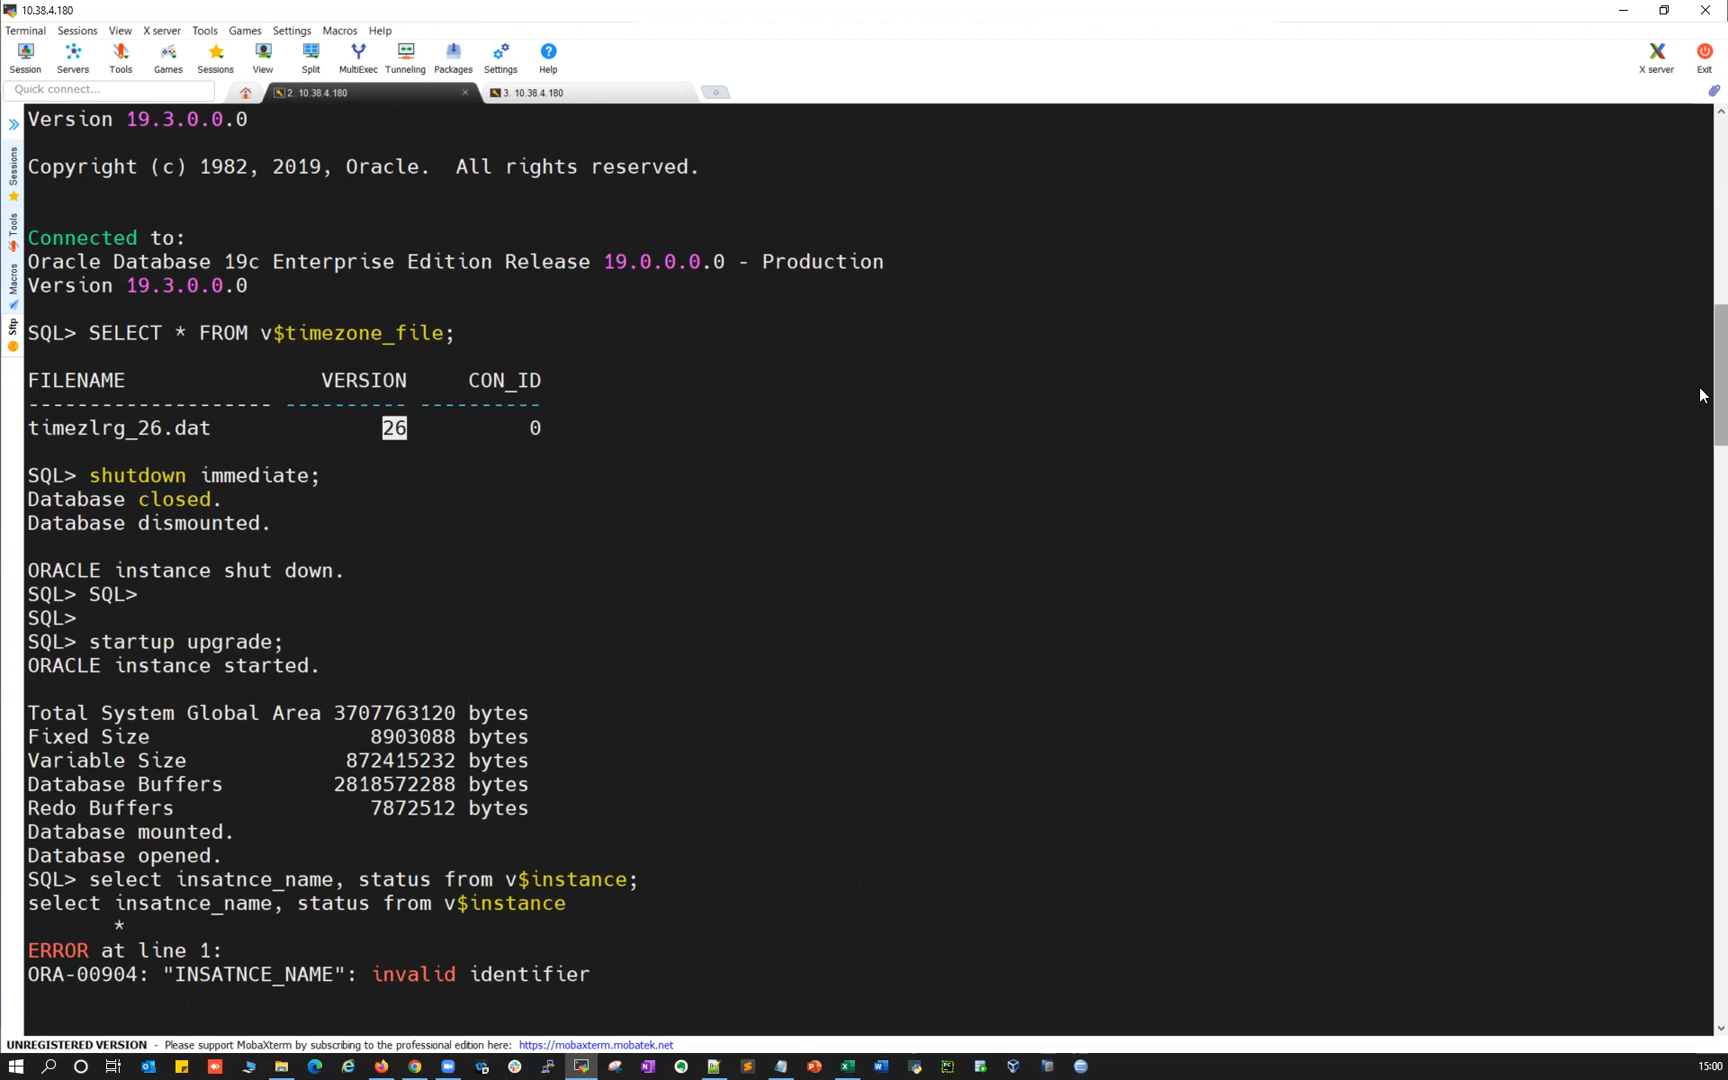 10.38.4.180
Terminal Sessions View X server Tools Games Settings Macros Help
Session Servers Tools Games Sessions View Split MultiExec Tunneling Packages Settings Help X server Exit
Quick connect... 2. 10.38.4.180 3. 10.38.4.180
Sessions
Tools
Macros
Sftp
Version 19.3.0.0.0
Copyright (c) 1982, 2019, Oracle.  All rights reserved.
Connected to:
Oracle Database 19c Enterprise Edition Release 19.0.0.0.0 - Production
Version 19.3.0.0.0
SQL> SELECT * FROM v$timezone_file;
FILENAME VERSION CON_ID
-------------------- ---------- ----------
timezlrg_26.dat 26 0
SQL> shutdown immediate;
Database closed.
Database dismounted.
ORACLE instance shut down.
SQL> SQL>
SQL>
SQL> startup upgrade;
ORACLE instance started.
Total System Global Area 3707763120 bytes
Fixed Size 8903088 bytes
Variable Size 872415232 bytes
Database Buffers 2818572288 bytes
Redo Buffers 7872512 bytes
Database mounted.
Database opened.
SQL> select insatnce_name, status from v$instance;
select insatnce_name, status from v$instance
*
ERROR at line 1:
ORA-00904: "INSATNCE_NAME": invalid identifier
UNREGISTERED VERSION - Please support MobaXterm by subscribing to the professional edition here: https://mobaxterm.mobatek.net
15:00